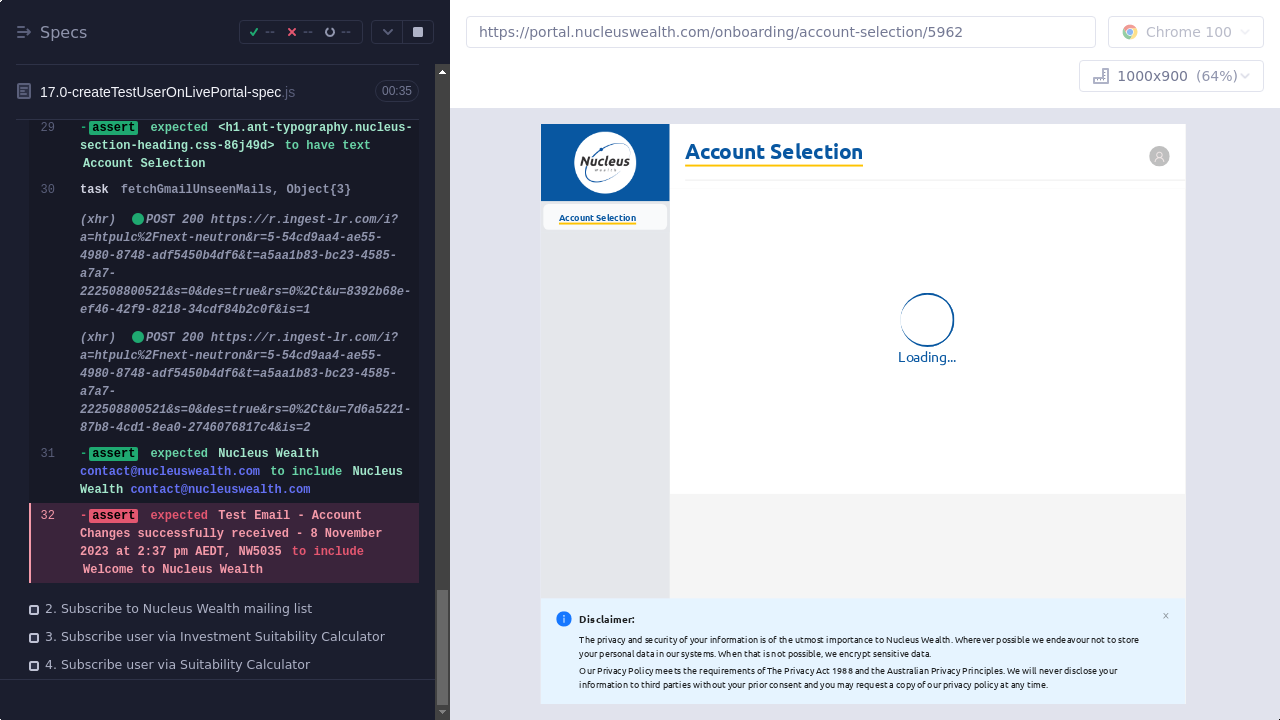 Specs
--
--
--
17.0-createTestUserOnLivePortal-spec.js
00:35
29 -assert expected <h1.ant-typography.nucleus-
section-heading.css-86j49d> to have text
Account Selection
30 task fetchGmailUnseenMails, Object{3}
(xhr) POST 200 https://r.ingest-lr.com/i?
a=htpulc%2Fnext-neutron&r=5-54cd9aa4-ae55-
4980-8748-adf5450b4df6&t=a5aa1b83-bc23-4585-
a7a7-
222508800521&s=0&des=true&rs=0%2Ct&u=8392b68e-
ef46-42f9-8218-34cdf84b2c0f&is=1
(xhr) POST 200 https://r.ingest-lr.com/i?
a=htpulc%2Fnext-neutron&r=5-54cd9aa4-ae55-
4980-8748-adf5450b4df6&t=a5aa1b83-bc23-4585-
a7a7-
222508800521&s=0&des=true&rs=0%2Ct&u=7d6a5221-
87b8-4cd1-8ea0-2746076817c4&is=2
31 -assert expected Nucleus Wealth
contact@nucleuswealth.com to include Nucleus
Wealth contact@nucleuswealth.com
32 -assert expected Test Email - Account
Changes successfully received - 8 November
2023 at 2:37 pm AEDT, NW5035 to include
Welcome to Nucleus Wealth
2. Subscribe to Nucleus Wealth mailing list
3. Subscribe user via Investment Suitability Calculator
4. Subscribe user via Suitability Calculator
https://portal.nucleuswealth.com/onboarding/account-selection/5962
Chrome 100
1000x900 (64%)
Nucleus
Wealth
Account Selection
Account Selection
Loading...
Disclaimer:
The privacy and security of your information is of the utmost importance to Nucleus Wealth. Wherever possible we endeavour not to store
your personal data in our systems. When that is not possible, we encrypt sensitive data.
Our Privacy Policy meets the requirements of The Privacy Act 1988 and the Australian Privacy Principles. We will never disclose your
information to third parties without your prior consent and you may request a copy of our privacy policy at any time.